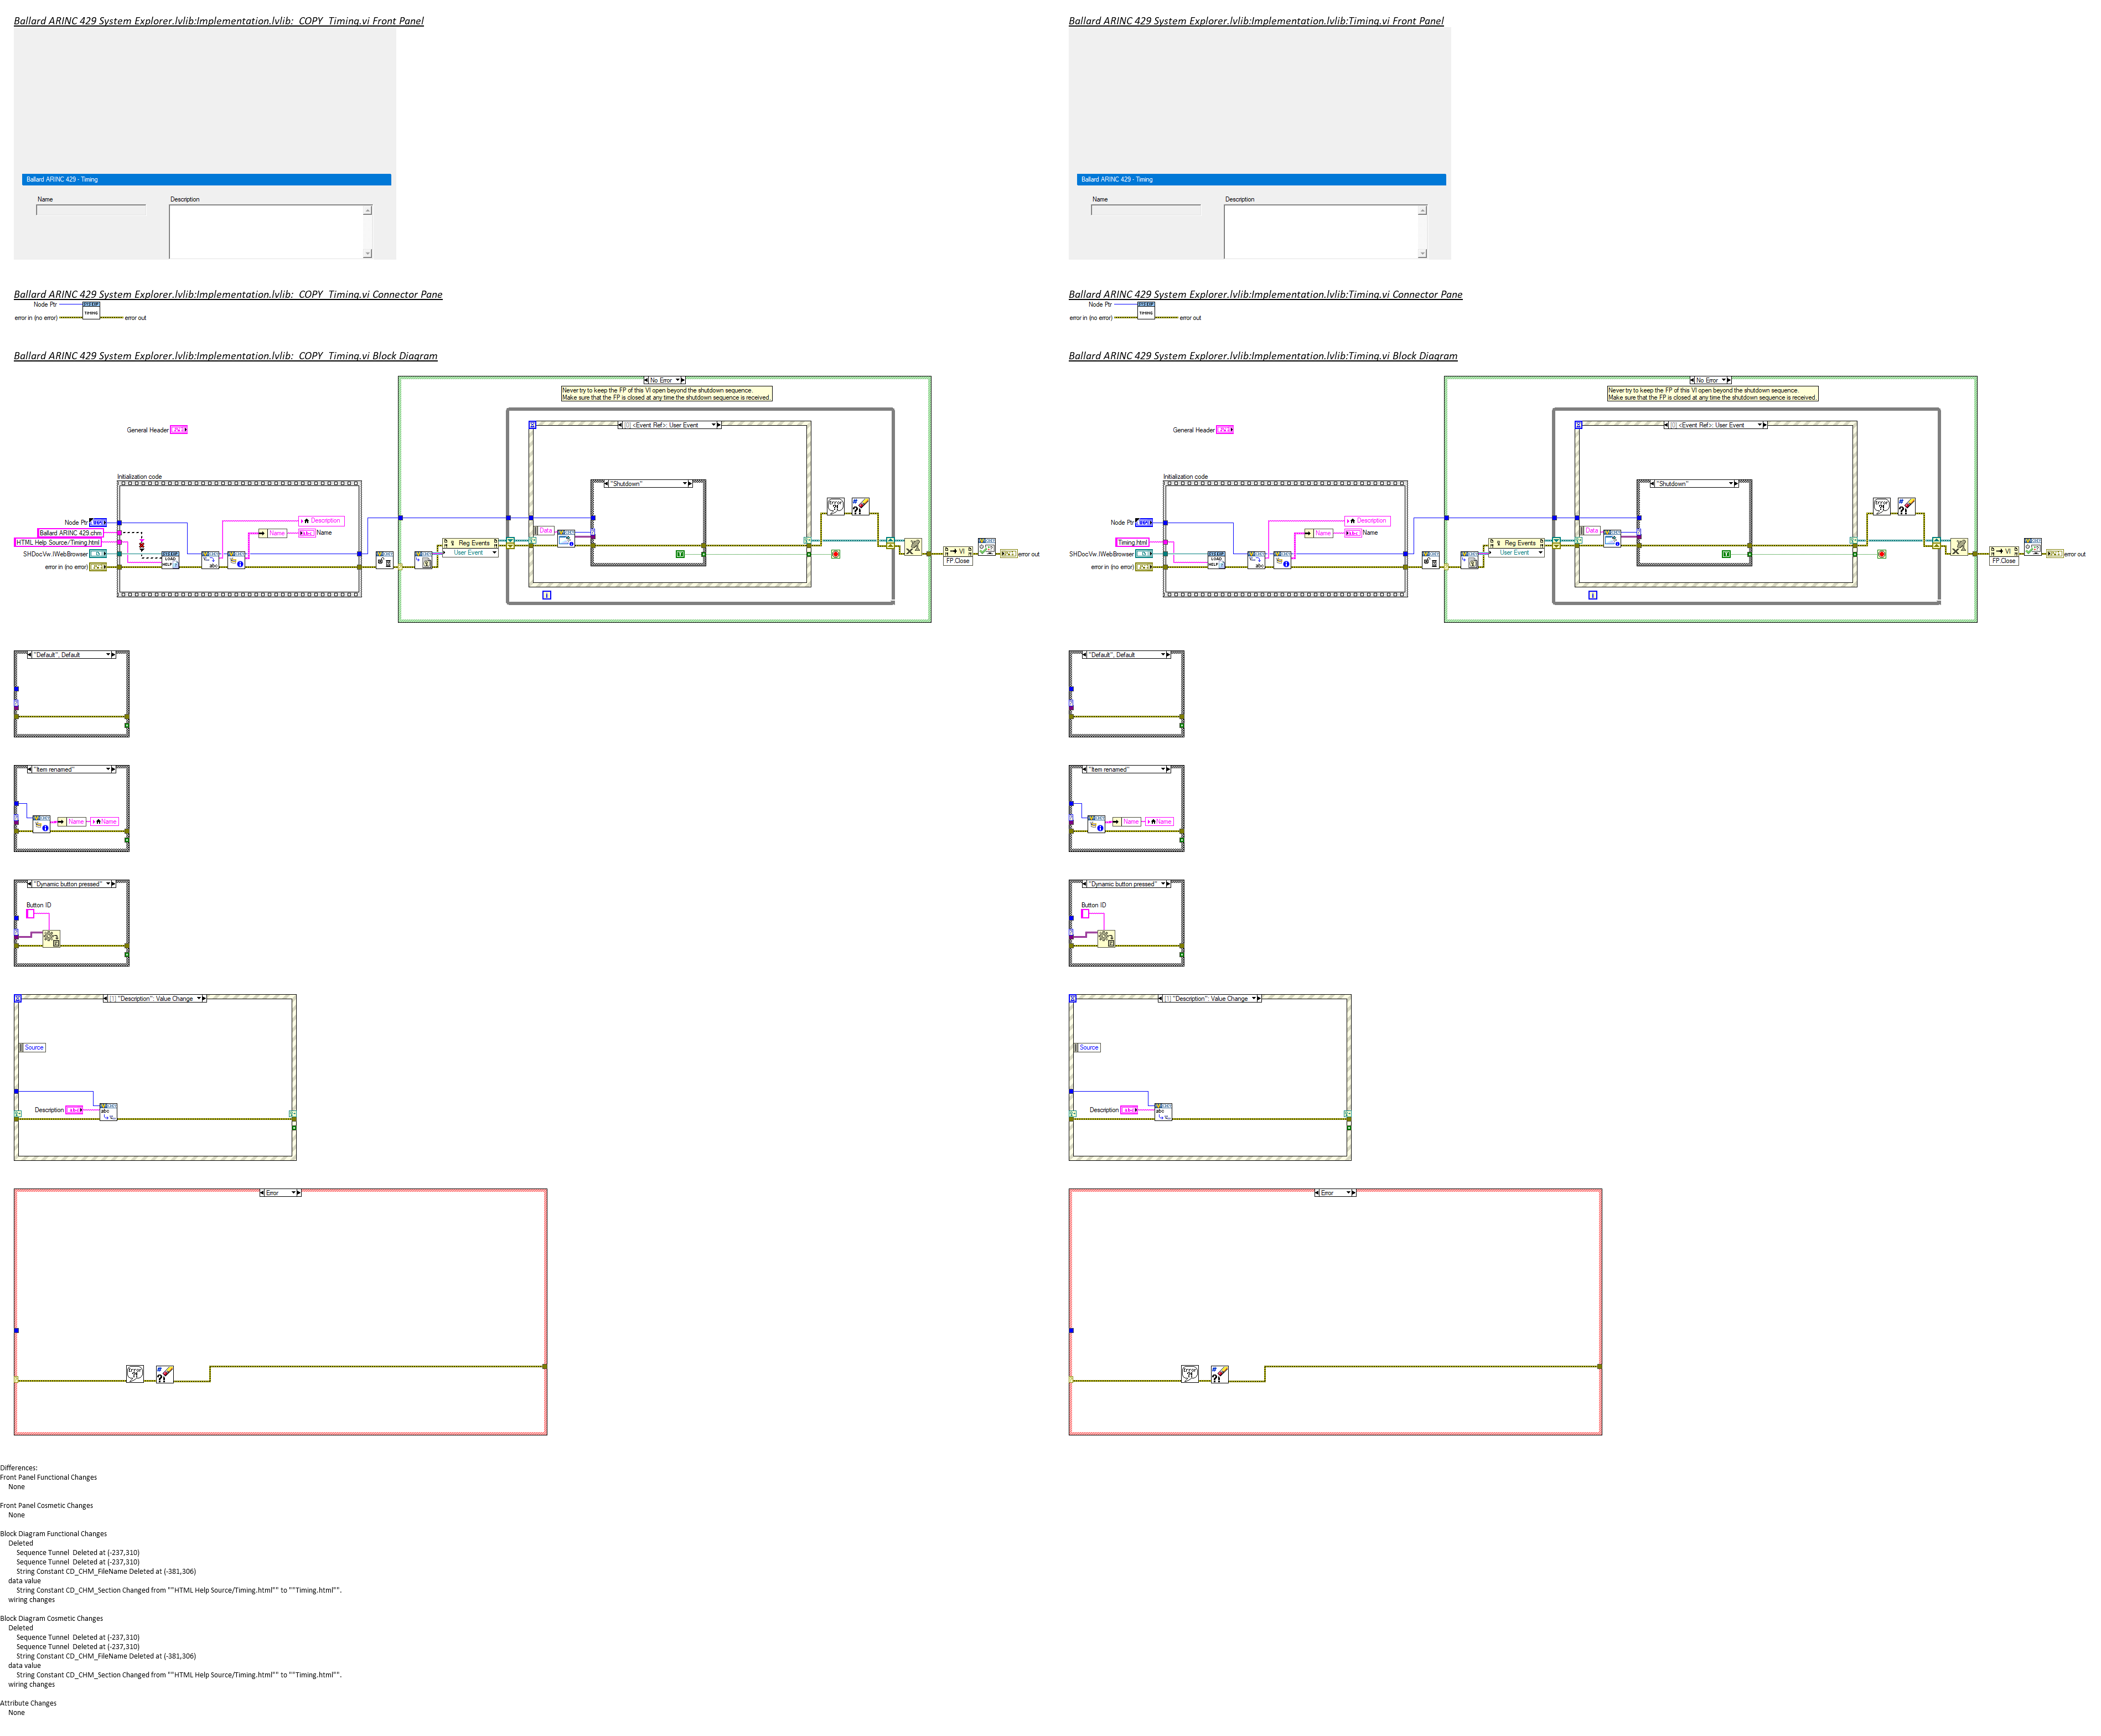 Ballard ARINC 429 System Explorer.lvlib:Implementation.lvlib:_COPY_Timing.vi Front Panel
Ballard ARINC 429 - Timing
Name
Description
Ballard ARINC 429 System Explorer.lvlib:Implementation.lvlib:_COPY_Timing.vi Connector Pane
Node Ptr
error in (no error)
TIMING
error out
Ballard ARINC 429 System Explorer.lvlib:Implementation.lvlib:_COPY_Timing.vi Block Diagram
No Error
Never try to keep the FP of this VI open beyond the shutdown sequence.
Make sure that the FP is closed at any time the shutdown sequence is received.
[0] <Event Ref>: User Event
General Header
Initialization code
"Shutdown"
Node Ptr
Description
Ballard ARINC 429.chm
Name
Name
Data
HTML Help Source/Timing.html
Reg Events
SHDocVw.IWebBrowser
User Event
error in (no error)
VI
FP.Close
error out
"Default", Default
"Item renamed"
Name
Name
"Dynamic button pressed"
Button ID
[1] "Description": Value Change
Source
Description
Error
Ballard ARINC 429 System Explorer.lvlib:Implementation.lvlib:Timing.vi Front Panel
Ballard ARINC 429 - Timing
Name
Description
Ballard ARINC 429 System Explorer.lvlib:Implementation.lvlib:Timing.vi Connector Pane
Node Ptr
error in (no error)
TIMING
error out
Ballard ARINC 429 System Explorer.lvlib:Implementation.lvlib:Timing.vi Block Diagram
No Error
Never try to keep the FP of this VI open beyond the shutdown sequence.
Make sure that the FP is closed at any time the shutdown sequence is received.
[0] <Event Ref>: User Event
General Header
Initialization code
"Shutdown"
Node Ptr
Description
Name
Name
Data
Timing.html
Reg Events
SHDocVw.IWebBrowser
User Event
error in (no error)
VI
FP.Close
error out
"Default", Default
"Item renamed"
Name
Name
"Dynamic button pressed"
Button ID
[1] "Description": Value Change
Source
Description
Error
Differences:
Front Panel Functional Changes
None
Front Panel Cosmetic Changes
None
Block Diagram Functional Changes
Deleted
Sequence Tunnel  Deleted at (-237,310)
Sequence Tunnel  Deleted at (-237,310)
String Constant CD_CHM_FileName Deleted at (-381,306)
data value
String Constant CD_CHM_Section Changed from ""HTML Help Source/Timing.html"" to ""Timing.html"".
wiring changes
Block Diagram Cosmetic Changes
Deleted
Sequence Tunnel  Deleted at (-237,310)
Sequence Tunnel  Deleted at (-237,310)
String Constant CD_CHM_FileName Deleted at (-381,306)
data value
String Constant CD_CHM_Section Changed from ""HTML Help Source/Timing.html"" to ""Timing.html"".
wiring changes
Attribute Changes
None